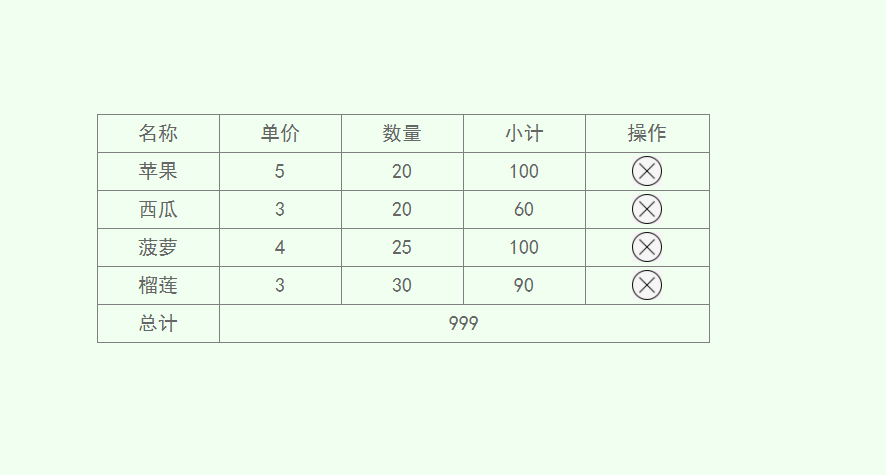 名称 单价 数量 小计 操作
苹果 5 20 100
西瓜 3 20 60
菠萝 4 25 100
榴莲 3 30 90
总计 999